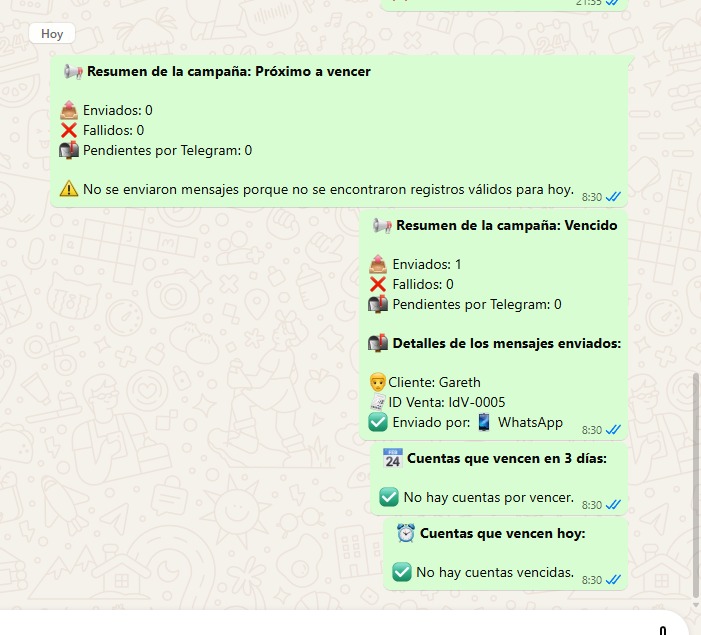 21:35
Hoy
Resumen de la campaña: Próximo a vencer
Enviados: 0
Fallidos: 0
Pendientes por Telegram: 0
No se enviaron mensajes porque no se encontraron registros válidos para hoy.
8:30
Resumen de la campaña: Vencido
Enviados: 1
Fallidos: 0
Pendientes por Telegram: 0
Detalles de los mensajes enviados:
Cliente: Gareth
ID Venta: IdV-0005
Enviado por: WhatsApp
8:30
24 Cuentas que vencen en 3 días:
No hay cuentas por vencer.
8:30
Cuentas que vencen hoy:
No hay cuentas vencidas.
8:30